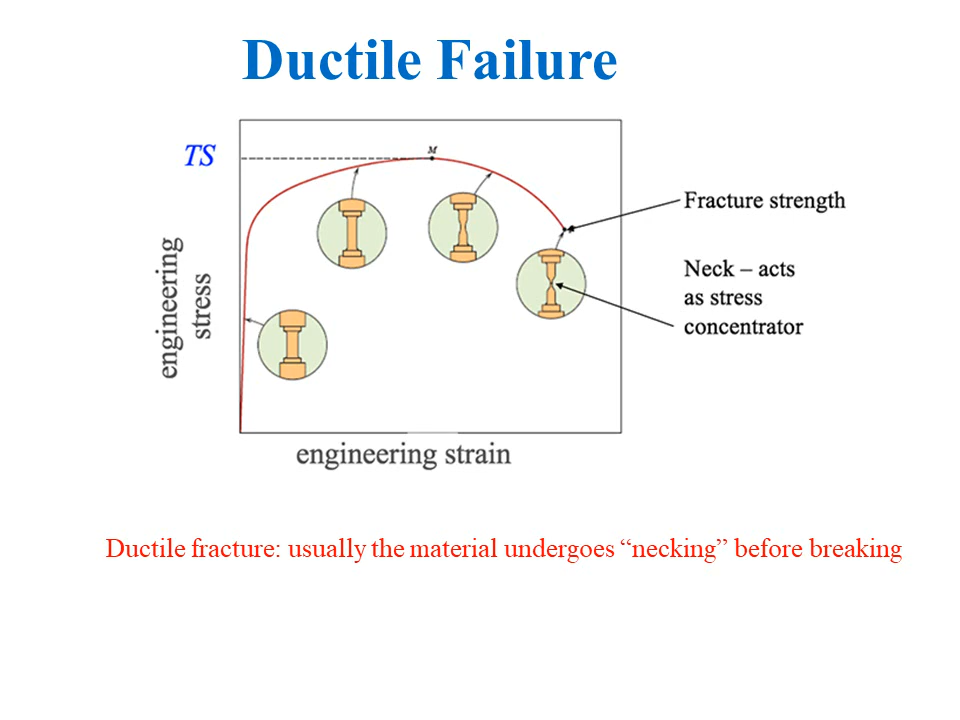 Ductile Failure
TS
M
Fracture strength
Neck – acts
as stress
concentrator
engineering
stress
engineering strain
Ductile fracture: usually the material undergoes “necking” before breaking